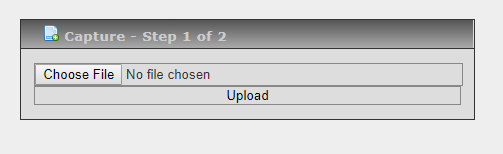 Capture - Step 1 of 2
Choose File No file chosen
Upload